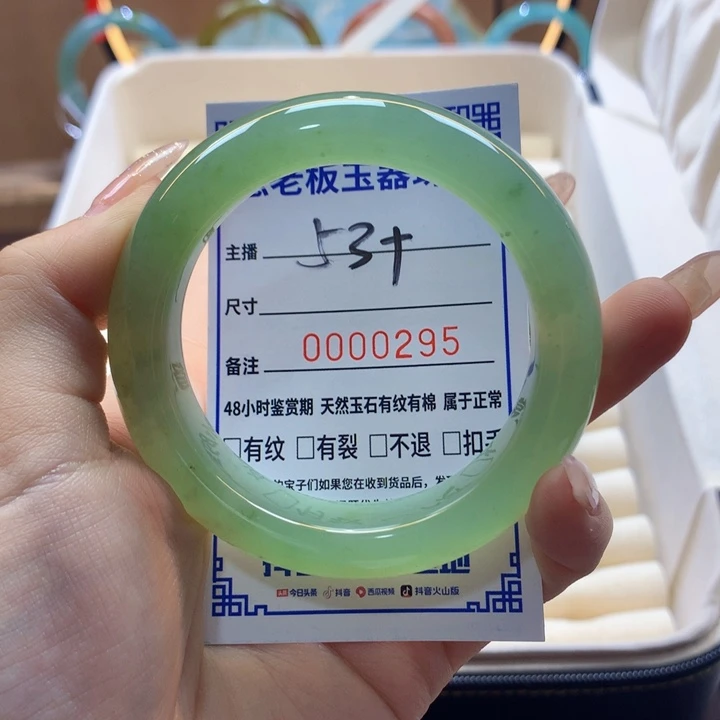 老板玉器
主播 53+
尺寸
备注 0000295
48小时鉴赏期 天然玉石有纹有棉 属于正常
□有纹 □有裂 □不退 □扣手
宝子们如果您在收到货品后，发
今日头条 抖音 西瓜视频 抖音火山版